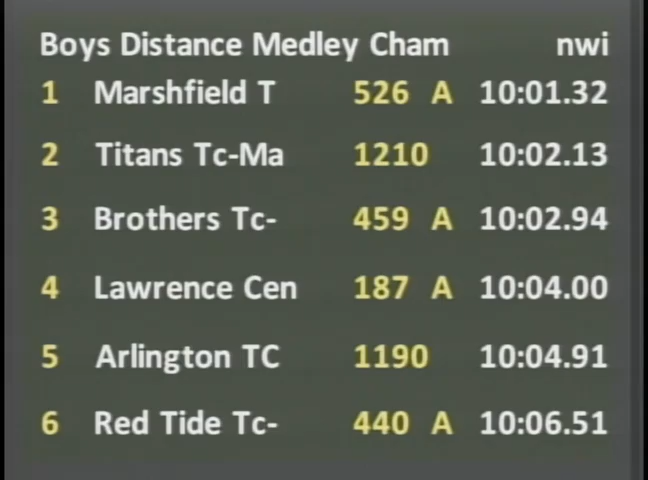 Boys Distance Medley Cham nwi
1 Marshfield T 526 A 10:01.32
2 Titans Tc-Ma 1210 10:02.13
3 Brothers Tc- 459 A 10:02.94
4 Lawrence Cen 187 A 10:04.00
5 Arlington TC 1190 10:04.91
6 Red Tide Tc- 440 A 10:06.51